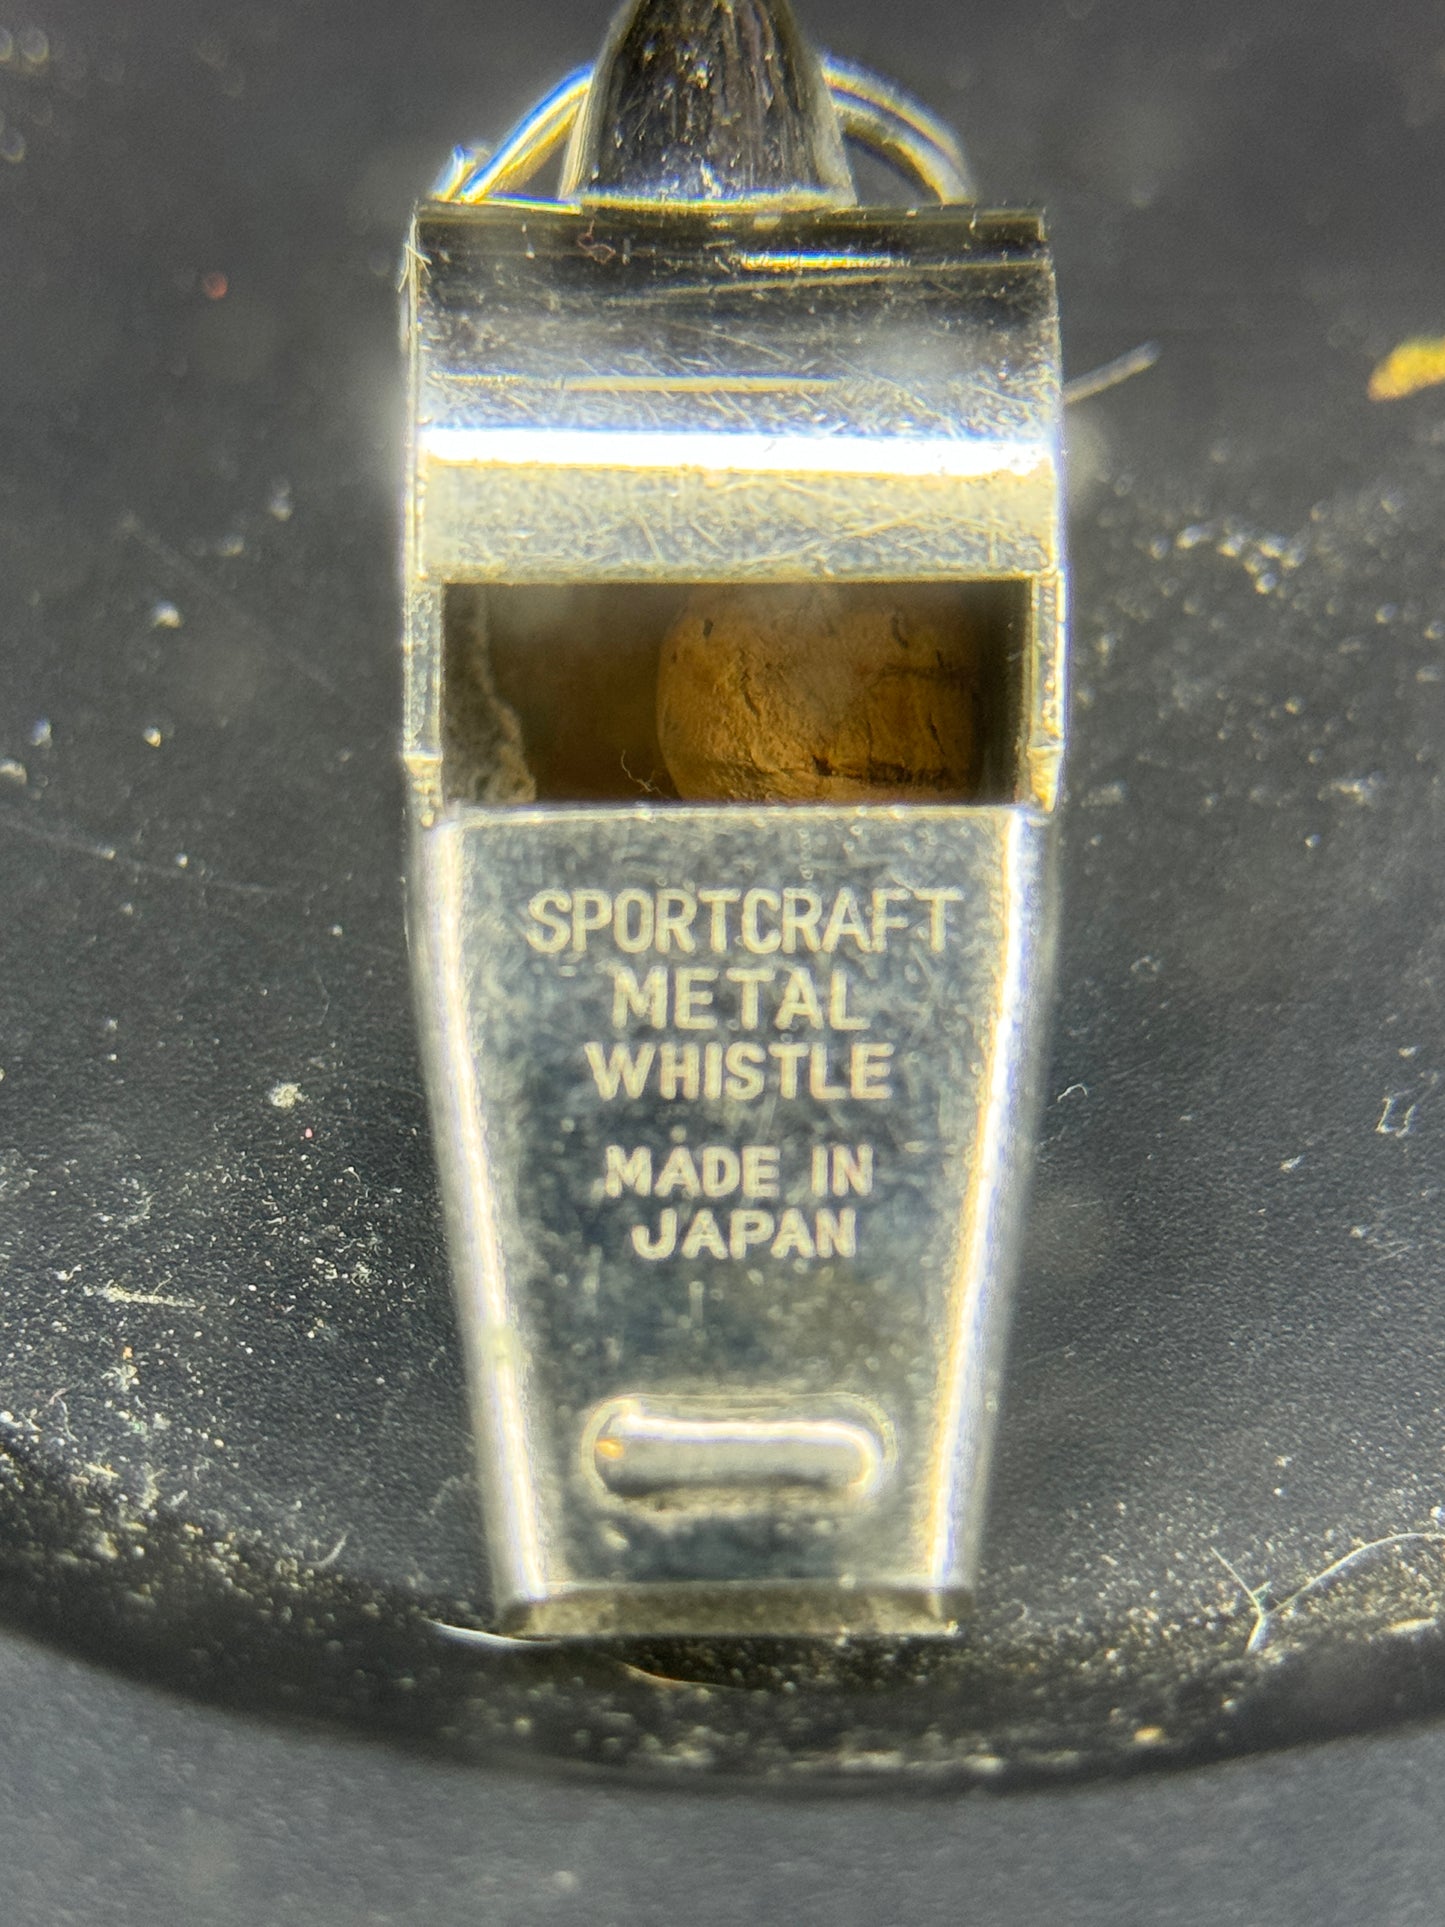 SPORTCRAFT
METAL
WHISTLE
MADE IN
JAPAN